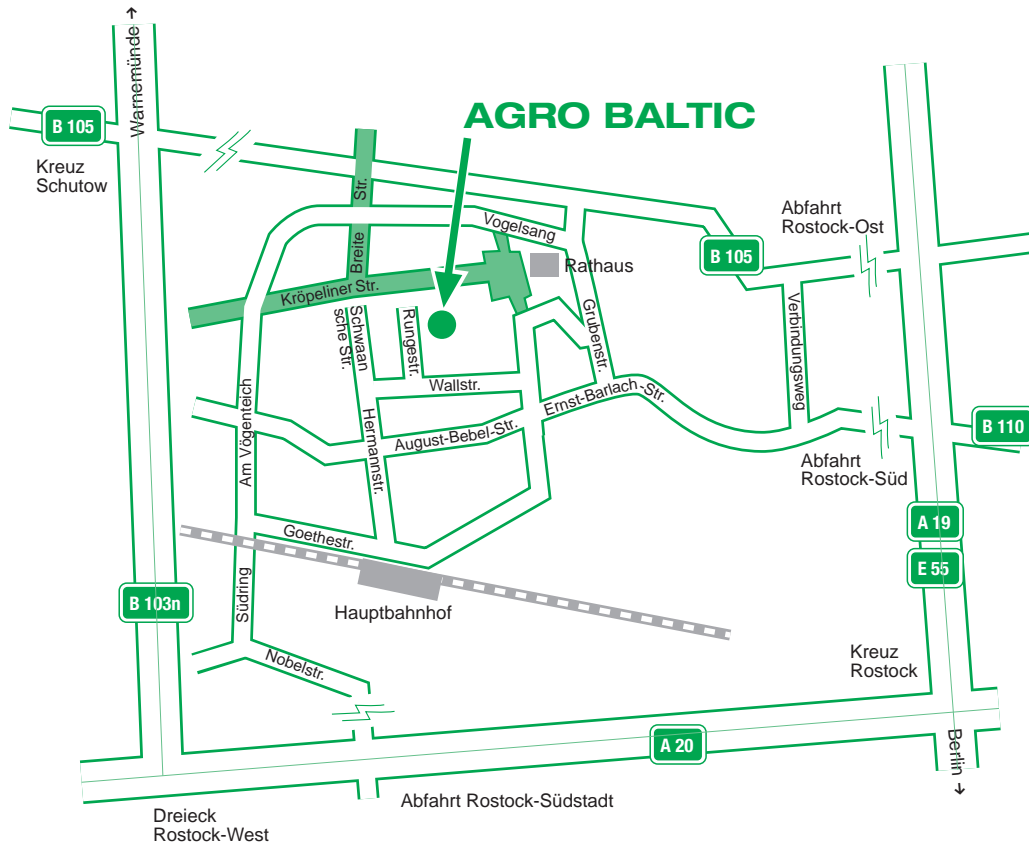 Warnemünde →
AGRO BALTIC
B 105
Kreuz
Schutow
Str.
Breite
Vogelsang
Abfahrt
Rostock-Ost
B 105
Rathaus
Kröpeliner Str.
Schwaan
sche Str.
Rungestr.
Grubenstr.
Verbindungsweg
Wallstr.
Ernst-Barlach-Str.
Am Vögenteich
Hermannstr.
August-Bebel-Str.
B 110
Abfahrt
Rostock-Süd
A 19
Goethestr.
E 55
Südring
B 103n
Hauptbahnhof
Nobelstr.
Kreuz
Rostock
A 20
Berlin →
Abfahrt Rostock-Südstadt
Dreieck
Rostock-West